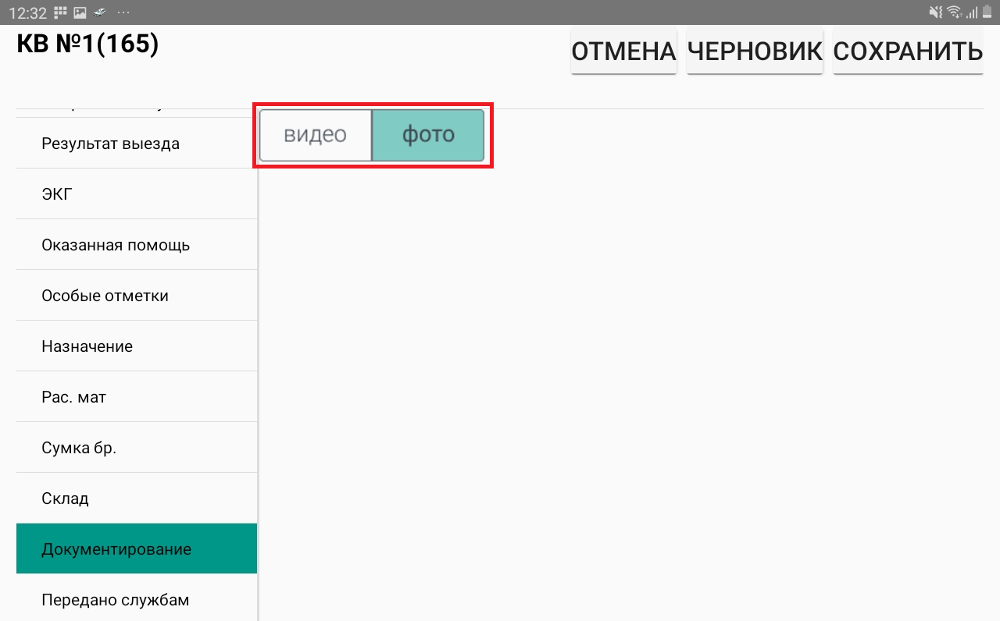 12:32
КВ №1(165)
ОТМЕНА ЧЕРНОВИК СОХРАНИТЬ
видео фото
Результат выезда
ЭКГ
Оказанная помощь
Особые отметки
Назначение
Рас. мат
Сумка бр.
Склад
Документирование
Передано службам